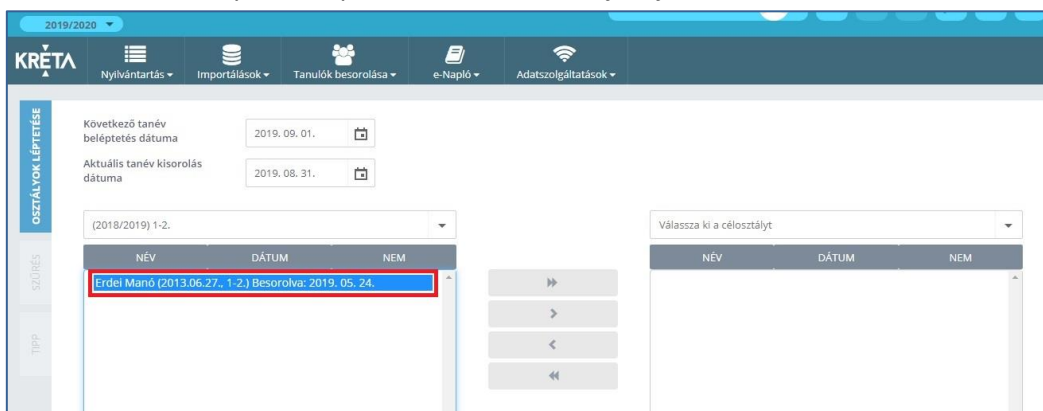 2019/2020
KRÉTA
Nyilvántartás Importálások Tanulók besorolása e-Napló Adatszolgáltatások
OSZTÁLYOK LÉPTETÉSE
SZŰRÉS
TIPP
Következő tanév
beléptetés dátuma
2019. 09. 01.
Aktuális tanév kisorolás
dátuma
2019. 08. 31.
(2018/2019) 1-2.
Válassza ki a célosztályt
NÉV DÁTUM NEM
NÉV DÁTUM NEM
Erdei Manó (2013.06.27., 1-2.) Besorolva: 2019. 05. 24.